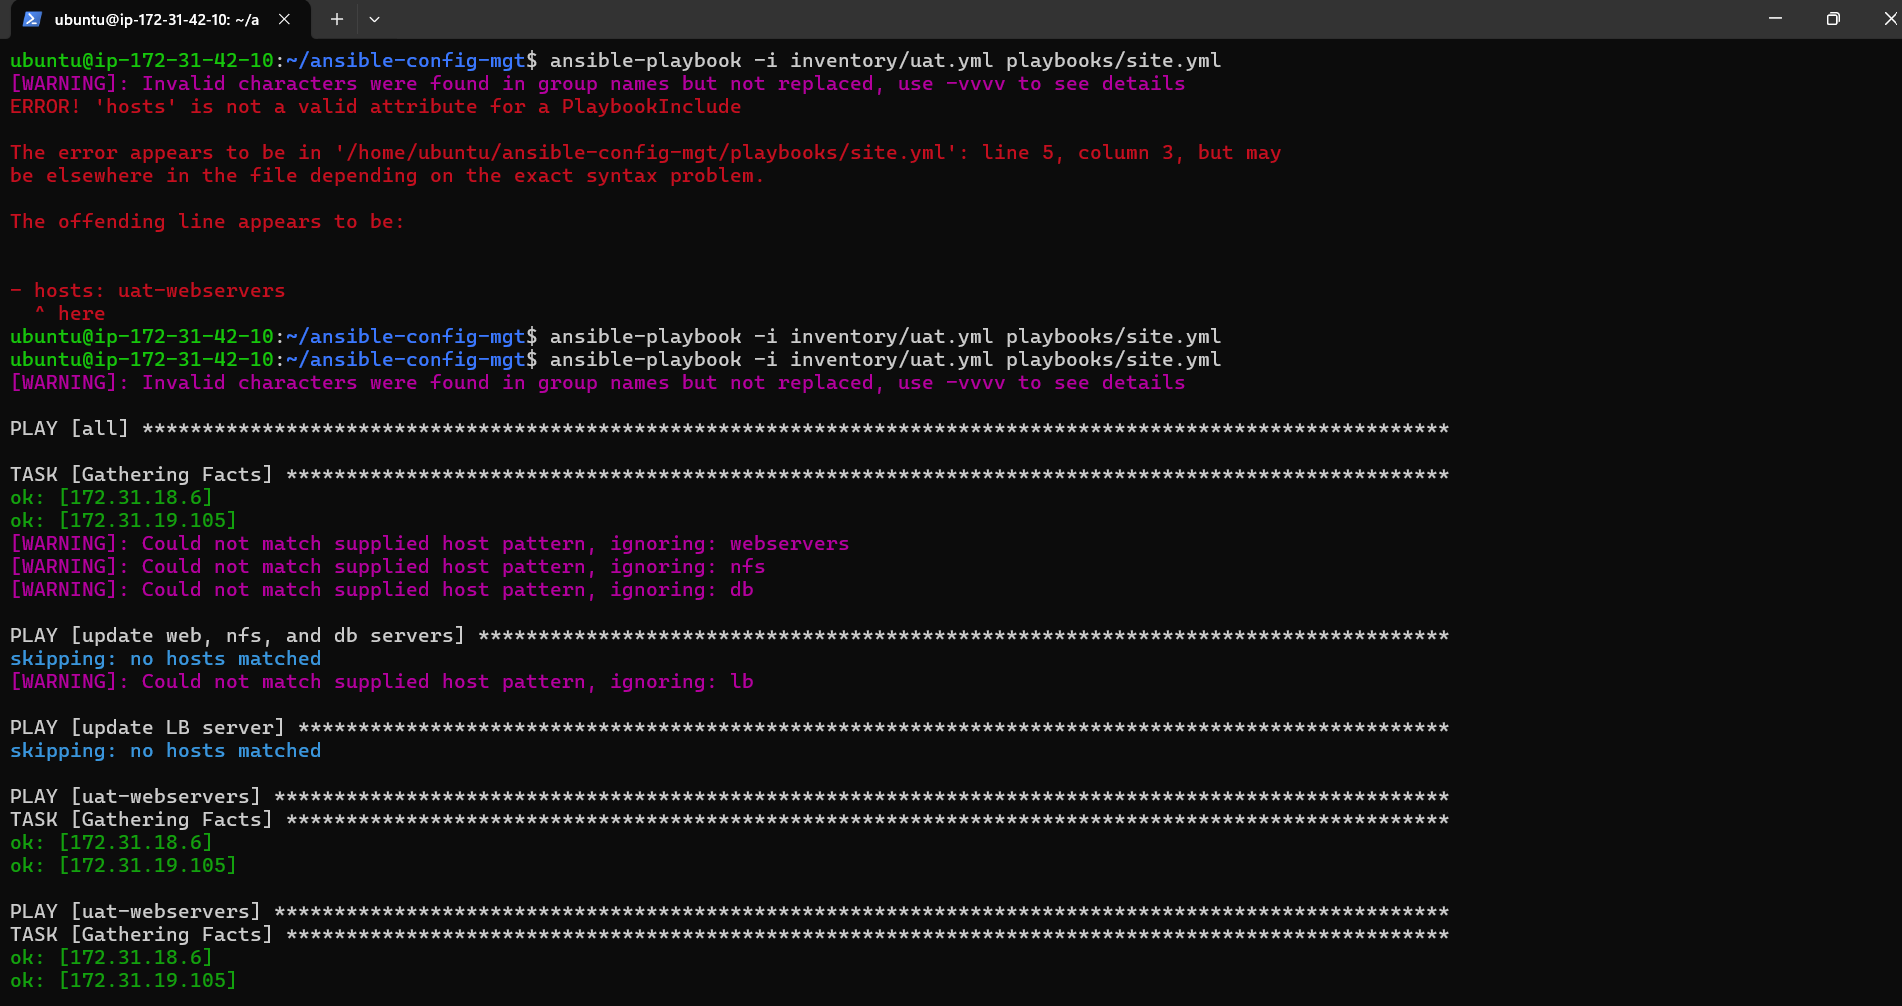 ubuntu@ip-172-31-42-10: ~/a
ubuntu@ip-172-31-42-10:~/ansible-config-mgt$ ansible-playbook -i inventory/uat.yml playbooks/site.yml
[WARNING]: Invalid characters were found in group names but not replaced, use -vvvv to see details
ERROR! 'hosts' is not a valid attribute for a PlaybookInclude
The error appears to be in '/home/ubuntu/ansible-config-mgt/playbooks/site.yml': line 5, column 3, but may
be elsewhere in the file depending on the exact syntax problem.
The offending line appears to be:
- hosts: uat-webservers
  ^ here
ubuntu@ip-172-31-42-10:~/ansible-config-mgt$ ansible-playbook -i inventory/uat.yml playbooks/site.yml
ubuntu@ip-172-31-42-10:~/ansible-config-mgt$ ansible-playbook -i inventory/uat.yml playbooks/site.yml
[WARNING]: Invalid characters were found in group names but not replaced, use -vvvv to see details
PLAY [all] *************************************************************************************************************
TASK [Gathering Facts] *************************************************************************************************
ok: [172.31.18.6]
ok: [172.31.19.105]
[WARNING]: Could not match supplied host pattern, ignoring: webservers
[WARNING]: Could not match supplied host pattern, ignoring: nfs
[WARNING]: Could not match supplied host pattern, ignoring: db
PLAY [update web, nfs, and db servers] *********************************************************************************
skipping: no hosts matched
[WARNING]: Could not match supplied host pattern, ignoring: lb
PLAY [update LB server] ************************************************************************************************
skipping: no hosts matched
PLAY [uat-webservers] **************************************************************************************************
TASK [Gathering Facts] *************************************************************************************************
ok: [172.31.18.6]
ok: [172.31.19.105]
PLAY [uat-webservers] **************************************************************************************************
TASK [Gathering Facts] *************************************************************************************************
ok: [172.31.18.6]
ok: [172.31.19.105]